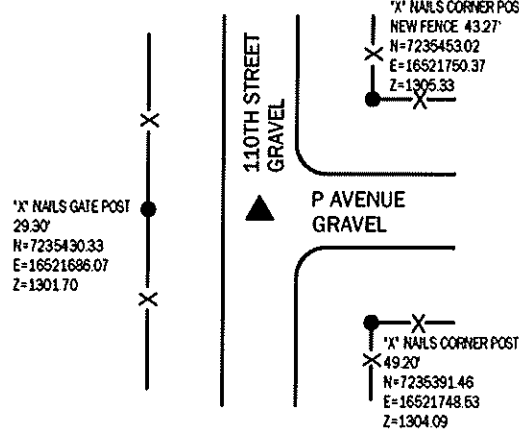 "X" NAILS CORNER POS
NEW FENCE 43.27'
N=7235453.02
E=16521750.37
Z=1305.33
110TH STREET
GRAVEL
"X" NAILS GATE POST
29.30'
N=7235430.33
E=16521686.07
Z=1301.70
P AVENUE
GRAVEL
"X" NAILS CORNER POST
49.20'
N=7235391.46
E=16521748.53
Z=1304.09